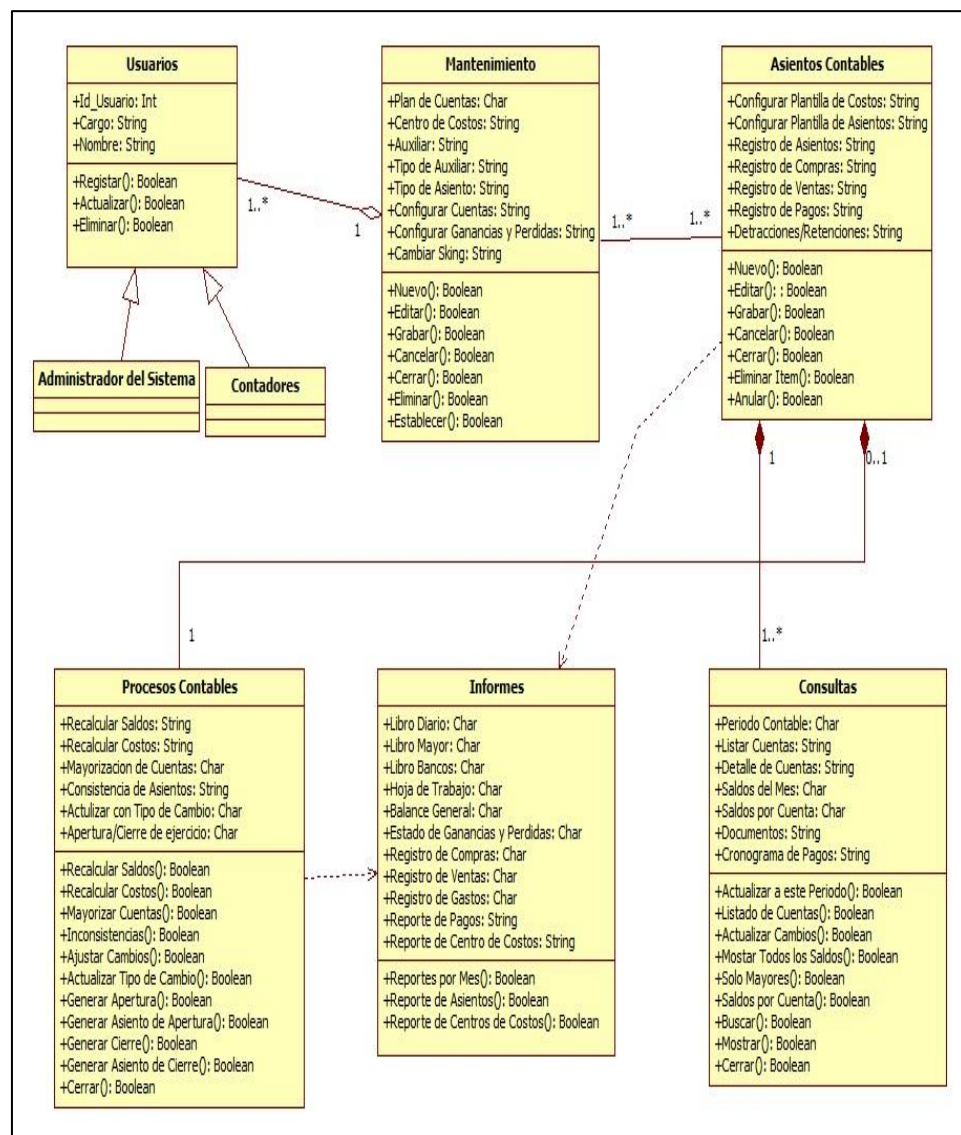 Usuarios
+Id_Usuario: Int
+Cargo: String
+Nombre: String
+Registar(): Boolean
+Actualizar(): Boolean
+Eliminar(): Boolean
1..*
1
Mantenimiento
+Plan de Cuentas: Char
+Centro de Costos: String
+Auxiliar: String
+Tipo de Auxiliar: String
+Tipo de Asiento: String
+Configurar Cuentas: String
+Configurar Ganancias y Perdidas: String
+Cambiar Sking: String
+Nuevo(): Boolean
+Editar(): Boolean
+Grabar(): Boolean
+Cancelar(): Boolean
+Cerrar(): Boolean
+Eliminar(): Boolean
+Establecer(): Boolean
1..*
1..*
Asientos Contables
+Configurar Plantilla de Costos: String
+Configurar Plantilla de Asientos: String
+Registro de Asientos: String
+Registro de Compras: String
+Registro de Ventas: String
+Registro de Pagos: String
+Detracciones/Retenciones: String
+Nuevo(): Boolean
+Editar(): : Boolean
+Grabar(): Boolean
+Cancelar(): Boolean
+Cerrar(): Boolean
+Eliminar Item(): Boolean
+Anular(): Boolean
Administrador del Sistema
Contadores
1
0..1
1
1..*
Procesos Contables
+Recalcular Saldos: String
+Recalcular Costos: String
+Mayorizacion de Cuentas: Char
+Consistencia de Asientos: String
+Actulizar con Tipo de Cambio: Char
+Apertura/Cierre de ejercicio: Char
+Recalcular Saldos(): Boolean
+Recalcular Costos(): Boolean
+Mayorizar Cuentas(): Boolean
+Inconsistencias(): Boolean
+Ajustar Cambios(): Boolean
+Actualizar Tipo de Cambio(): Boolean
+Generar Apertura(): Boolean
+Generar Asiento de Apertura(): Boolean
+Generar Cierre(): Boolean
+Generar Asiento de Cierre(): Boolean
+Cerrar(): Boolean
Informes
+Libro Diario: Char
+Libro Mayor: Char
+Libro Bancos: Char
+Hoja de Trabajo: Char
+Balance General: Char
+Estado de Ganancias y Perdidas: Char
+Registro de Compras: Char
+Registro de Ventas: Char
+Registro de Gastos: Char
+Reporte de Pagos: String
+Reporte de Centro de Costos: String
+Reportes por Mes(): Boolean
+Reporte de Asientos(): Boolean
+Reporte de Centros de Costos(): Boolean
Consultas
+Periodo Contable: Char
+Listar Cuentas: String
+Detalle de Cuentas: String
+Saldos del Mes: Char
+Saldos por Cuenta: Char
+Documentos: String
+Cronograma de Pagos: String
+Actualizar a este Periodo(): Boolean
+Listado de Cuentas(): Boolean
+Actualizar Cambios(): Boolean
+Mostar Todos los Saldos(): Boolean
+Solo Mayores(): Boolean
+Saldos por Cuenta(): Boolean
+Buscar(): Boolean
+Mostrar(): Boolean
+Cerrar(): Boolean